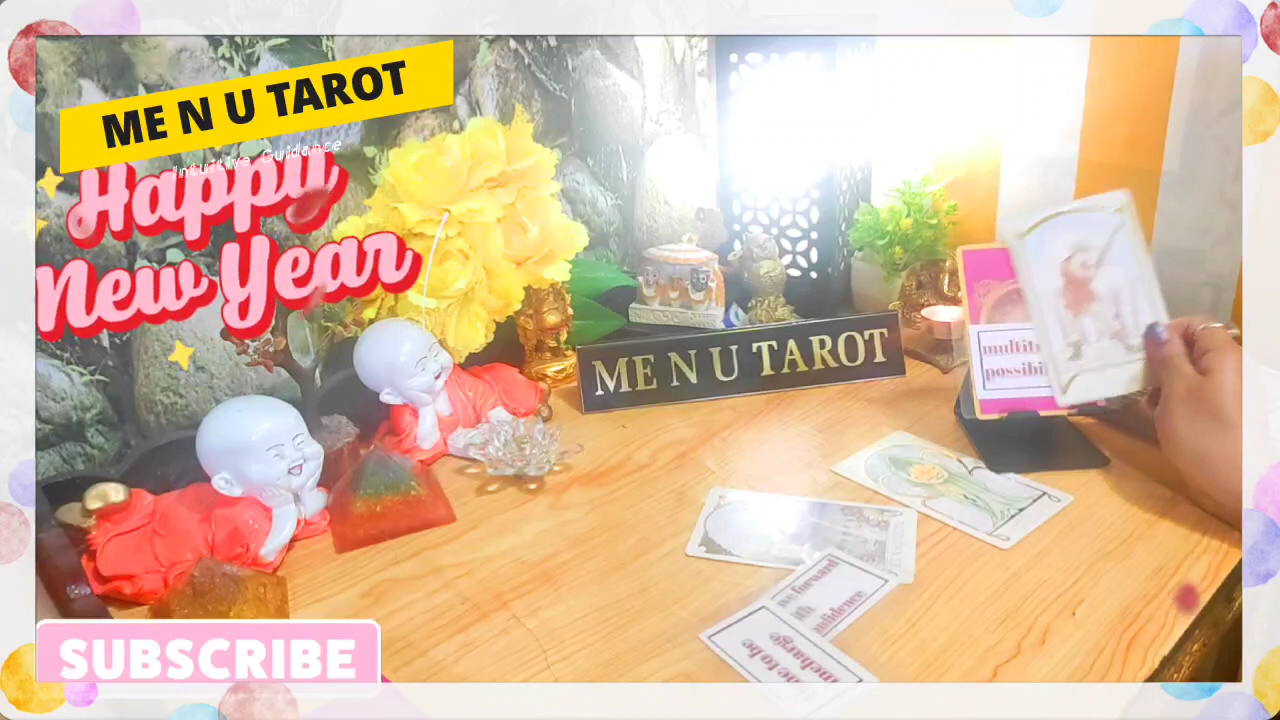 ME N U TAROT
Intuitive Guidance
Happy
New Year
ME N U TAROT
SUBSCRIBE